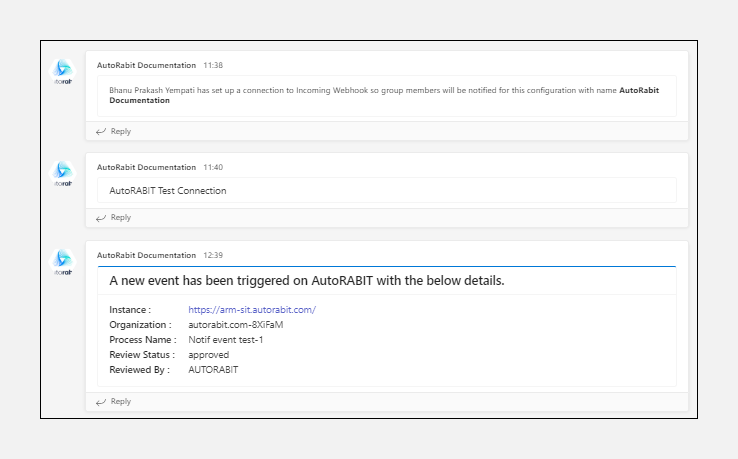 AutoRabit Documentation 11:38
Bhanu Prakash Yempati has set up a connection to Incoming Webhook so group members will be notified for this configuration with name AutoRabit
Documentation
Reply
AutoRabit Documentation 11:40
AutoRABIT Test Connection
Reply
AutoRabit Documentation 12:39
A new event has been triggered on AutoRABIT with the below details.
Instance : https://arm-sit.autorabit.com/
Organization : autorabit.com-8XiFaM
Process Name : Notif event test-1
Review Status : approved
Reviewed By : AUTORABIT
Reply